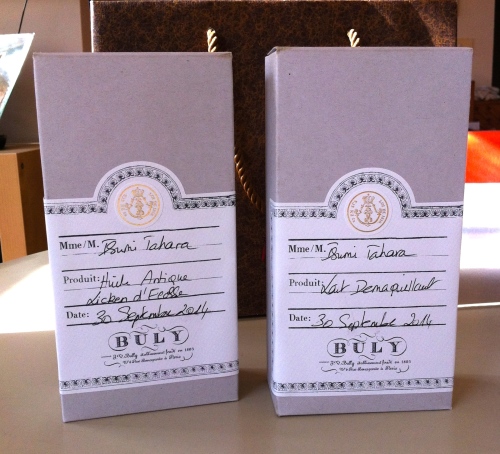 Mme/M. Bumi Tahara
Produit: Huile Antique
Lichen d'Ecosse
Date: 30 Septembre 2014
BULY
Mme/M. Bumi Tahara
Produit: Lait Demaquillant
Date: 30 Septembre 2014
BULY